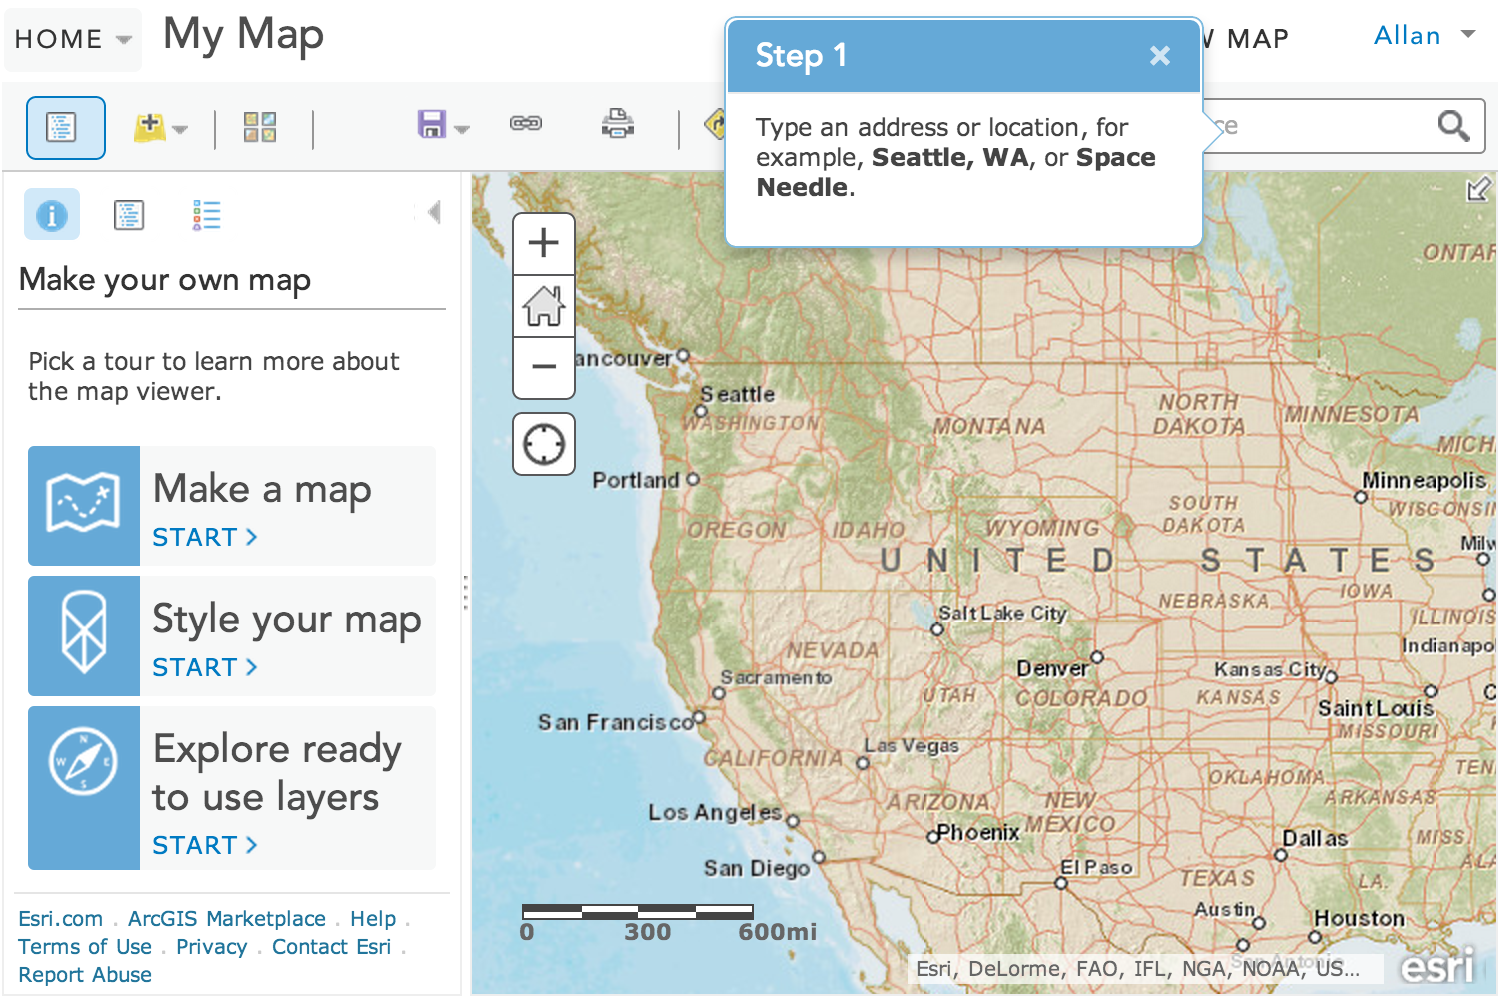 HOME
My Map
MAP
Allan
Step 1
Type an address or location, for
example, Seattle, WA, or Space
Needle.
ce
Make your own map
Pick a tour to learn more about
the map viewer.
Make a map
START >
Style your map
START >
Explore ready
to use layers
START >
Esri.com . ArcGIS Marketplace . Help .
Terms of Use . Privacy . Contact Esri .
Report Abuse
ONTAR
ancouver
Seattle
WASHINGTON
MONTANA
NORTH
DAKOTA
MINNESOTA
MICH
Portland
Minneapolis
OREGON
IDAHO
WYOMING
SOUTH
DAKOTA
WISCONSIN
UNITED STATES
Milw
Salt Lake City
NEBRASKA
IOWA
ILLINOIS
NEVADA
Indianapo
Sacramento
Denver
Kansas City
UTAH
COLORADO
KANSAS
Saint Louis
San Francisco
MISSOURI
CALIFORNIA
Las Vegas
OKLAHOMA
TEN
ARKANSAS
Los Angeles
ARIZONA
NEW
MEXICO
Phoenix
Dallas
MISS.
San Diego
El Paso
TEXAS
LA.
ALA
Austin
Houston
San Antonio
0 300 600mi
Esri, DeLorme, FAO, IFL, NGA, NOAA, US...
esri
N
W E
S